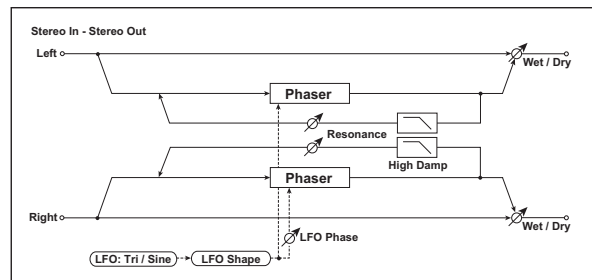 Stereo In - Stereo Out
Left
Wet / Dry
Phaser
Resonance
High Damp
Phaser
Right
Wet / Dry
LFO Phase
LFO: Tri / Sine
LFO Shape